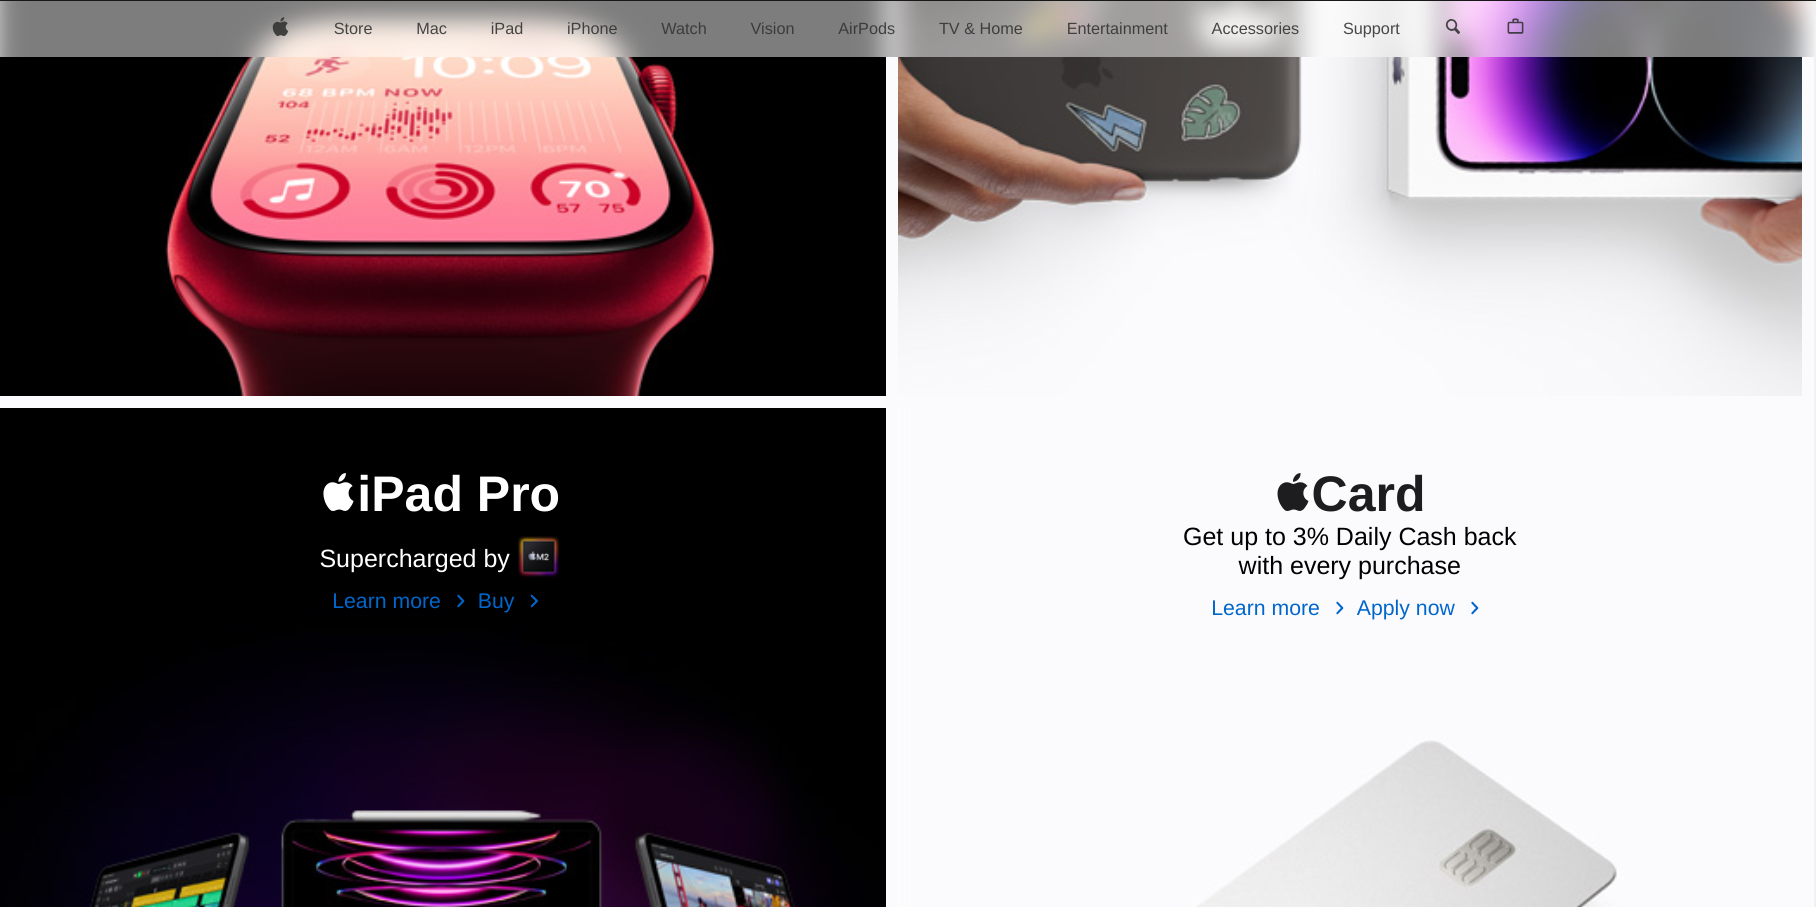 Store Mac iPad iPhone Watch Vision AirPods TV & Home Entertainment Accessories Support
10:09
68 BPM NOW
104
52
12AM 6AM 12PM 6PM
70
57 75
iPad Pro
Supercharged by M2
Learn more Buy
Card
Get up to 3% Daily Cash back
with every purchase
Learn more Apply now